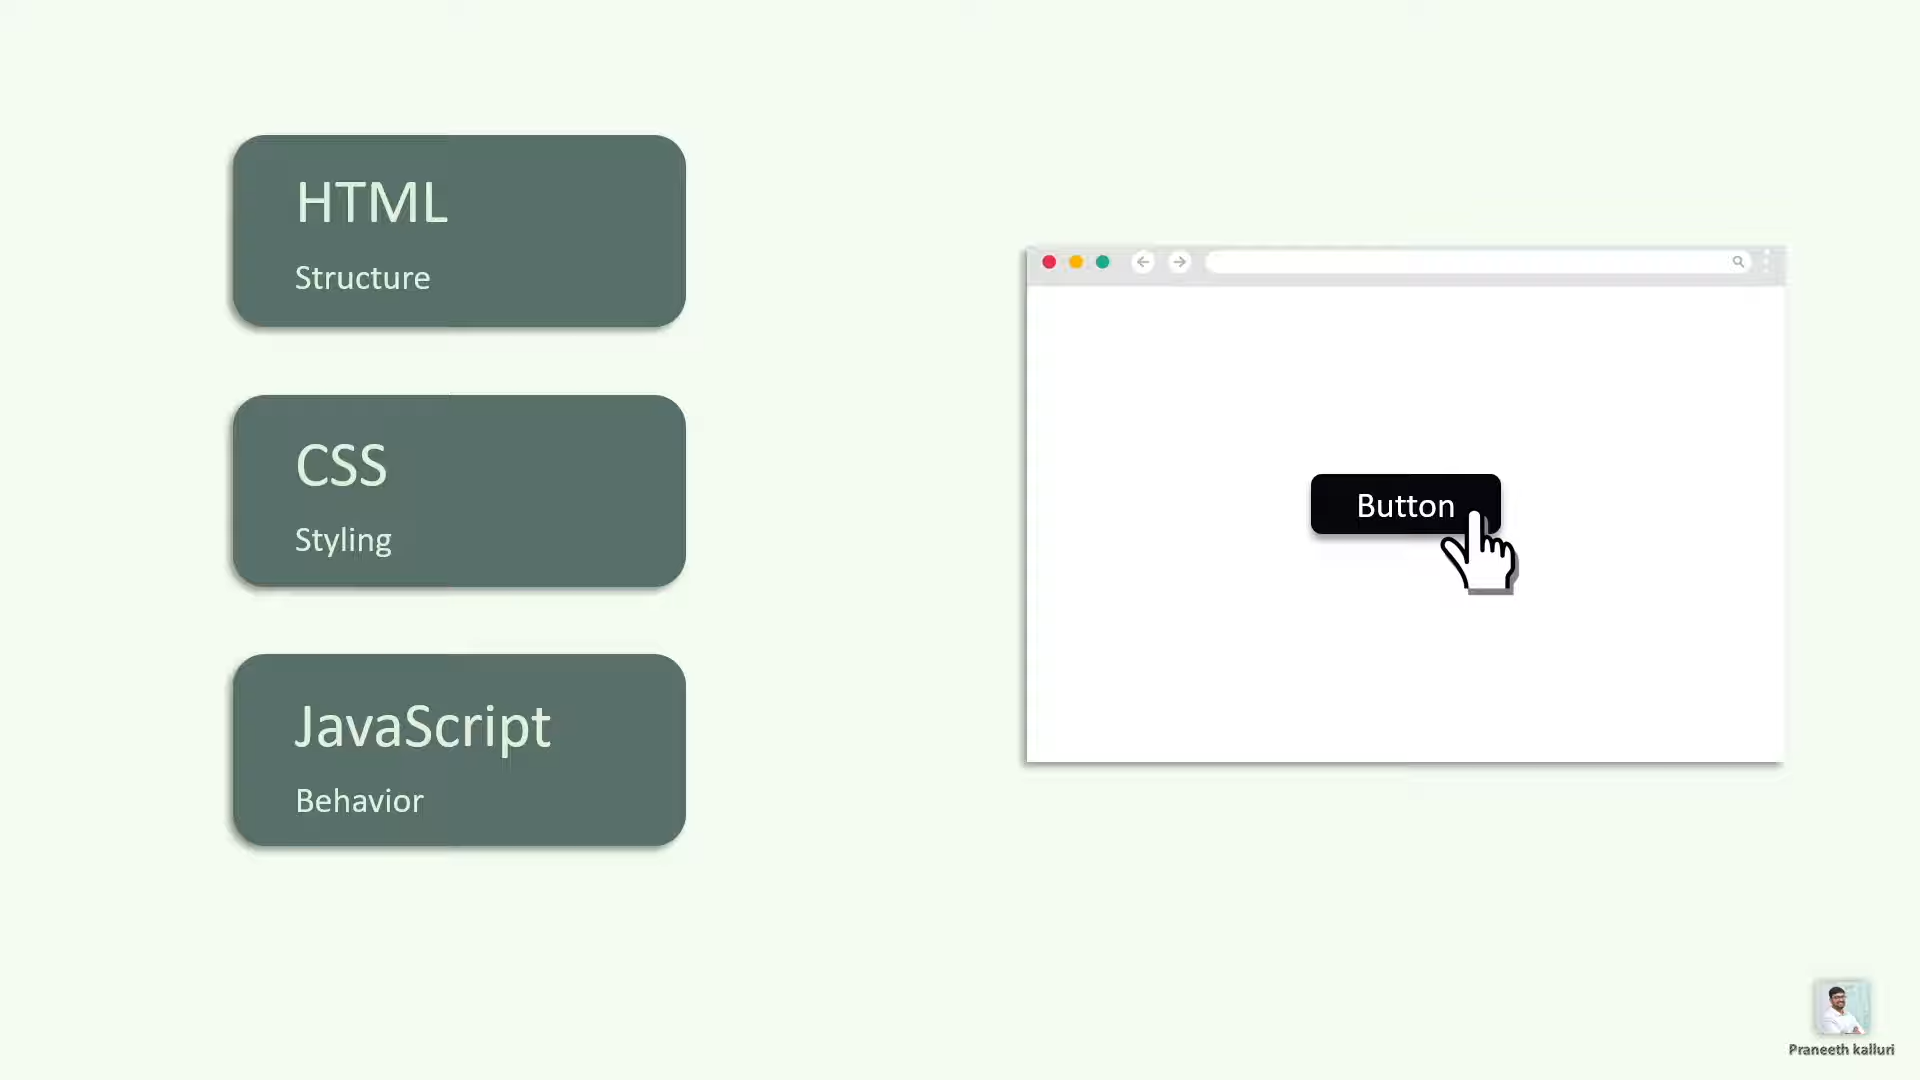 HTML
Structure
CSS
Styling
JavaScript
Behavior
Button
Praneeth kalluri